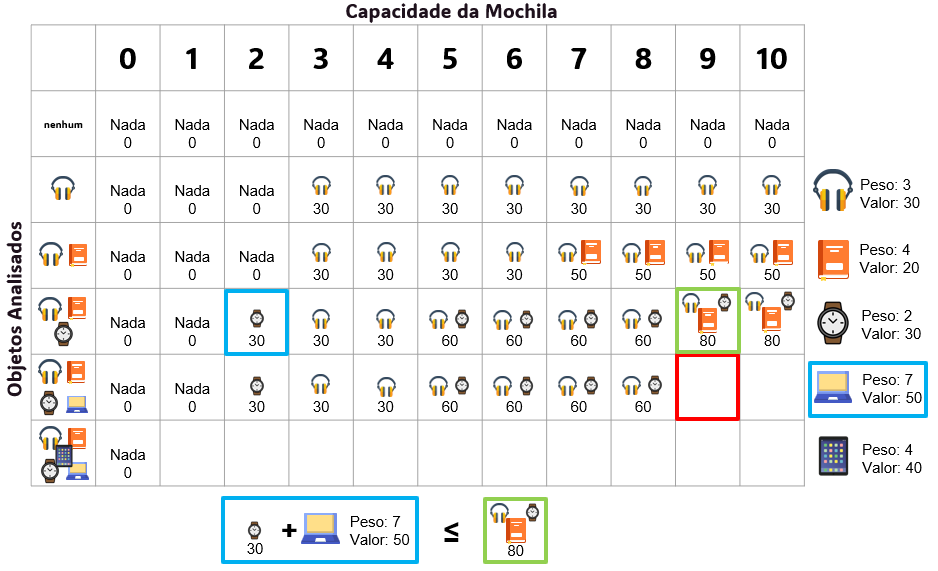 Capacidade da Mochila
0 1 2 3 4 5 6 7 8 9 10
Objetos Analisados
nenhum
Nada Nada Nada Nada Nada Nada Nada Nada Nada Nada Nada
0 0 0 0 0 0 0 0 0 0 0
Nada Nada Nada
0 0 0 30 30 30 30 30 30 30 30
Peso: 3
Valor: 30
Nada Nada Nada
0 0 0 30 30 30 30 50 50 50 50
Peso: 4
Valor: 20
Nada Nada
0 0 30 30 30 60 60 60 60 80 80
Peso: 2
Valor: 30
Nada Nada
0 0 30 30 30 60 60 60 60
Peso: 7
Valor: 50
Nada
0
Peso: 4
Valor: 40
30 + Peso: 7
Valor: 50
≤
80